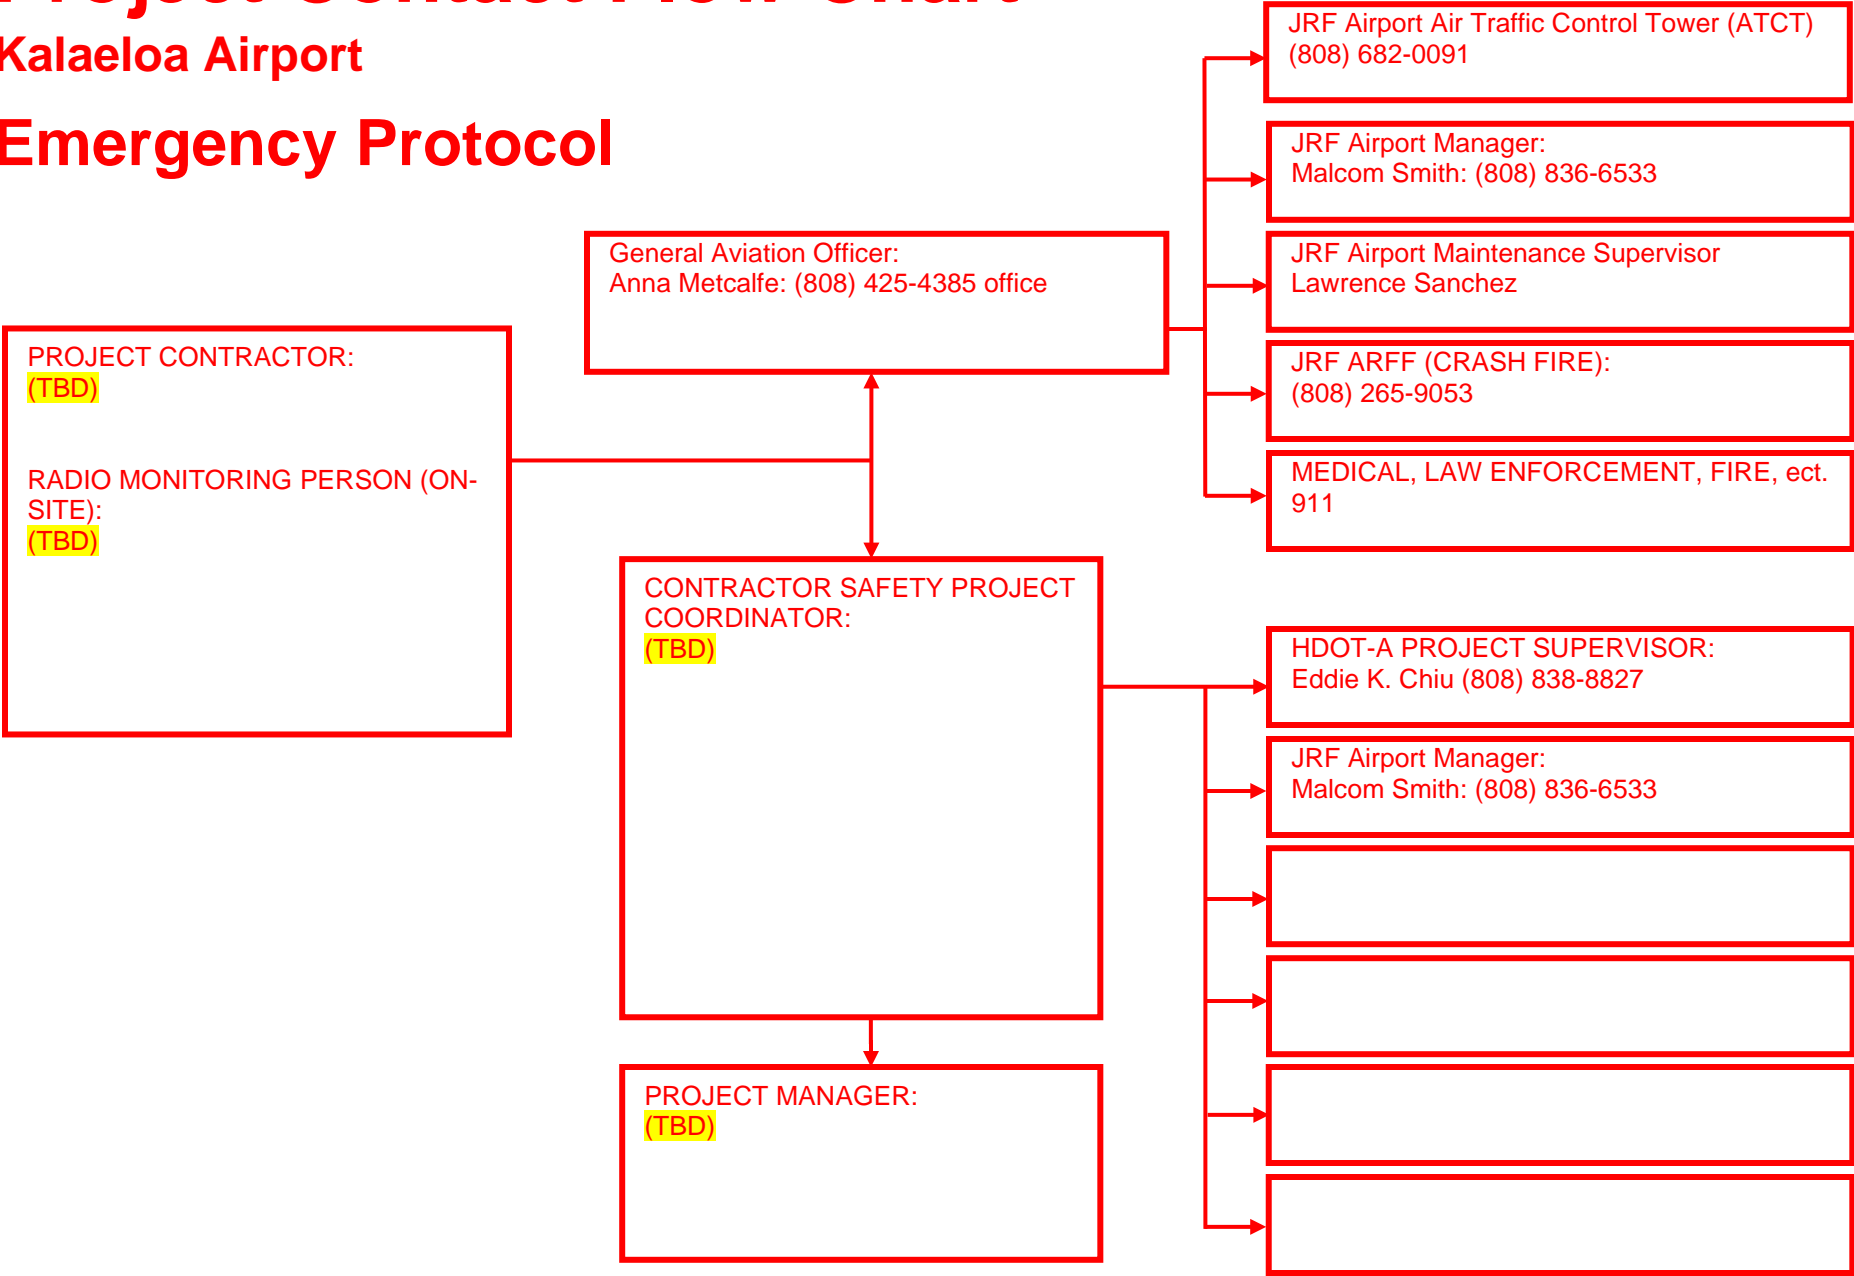 Project Contact Flow Chart
Kalaeloa Airport
Emergency Protocol
PROJECT CONTRACTOR:
(TBD)
RADIO MONITORING PERSON (ON-
SITE):
(TBD)
General Aviation Officer:
Anna Metcalfe: (808) 425-4385 office
CONTRACTOR SAFETY PROJECT
COORDINATOR:
(TBD)
PROJECT MANAGER:
(TBD)
JRF Airport Air Traffic Control Tower (ATCT)
(808) 682-0091
JRF Airport Manager:
Malcom Smith: (808) 836-6533
JRF Airport Maintenance Supervisor
Lawrence Sanchez
JRF ARFF (CRASH FIRE):
(808) 265-9053
MEDICAL, LAW ENFORCEMENT, FIRE, ect.
911
HDOT-A PROJECT SUPERVISOR:
Eddie K. Chiu (808) 838-8827
JRF Airport Manager:
Malcom Smith: (808) 836-6533